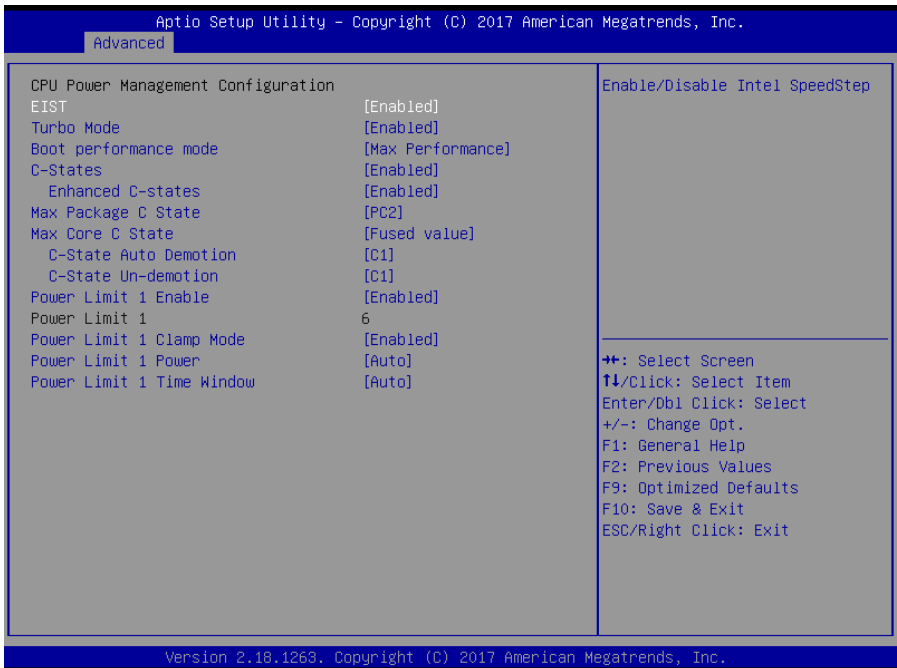 Aptio Setup Utility – Copyright (C) 2017 American Megatrends, Inc.
Advanced
CPU Power Management Configuration
EIST [Enabled]
Turbo Mode [Enabled]
Boot performance mode [Max Performance]
C-States [Enabled]
Enhanced C-states [Enabled]
Max Package C State [PC2]
Max Core C State [Fused value]
C-State Auto Demotion [C1]
C-State Un-demotion [C1]
Power Limit 1 Enable [Enabled]
Power Limit 1 6
Power Limit 1 Clamp Mode [Enabled]
Power Limit 1 Power [Auto]
Power Limit 1 Time Window [Auto]
Enable/Disable Intel SpeedStep
→←: Select Screen
↑↓/Click: Select Item
Enter/Dbl Click: Select
+/-: Change Opt.
F1: General Help
F2: Previous Values
F9: Optimized Defaults
F10: Save & Exit
ESC/Right Click: Exit
Version 2.18.1263. Copyright (C) 2017 American Megatrends, Inc.